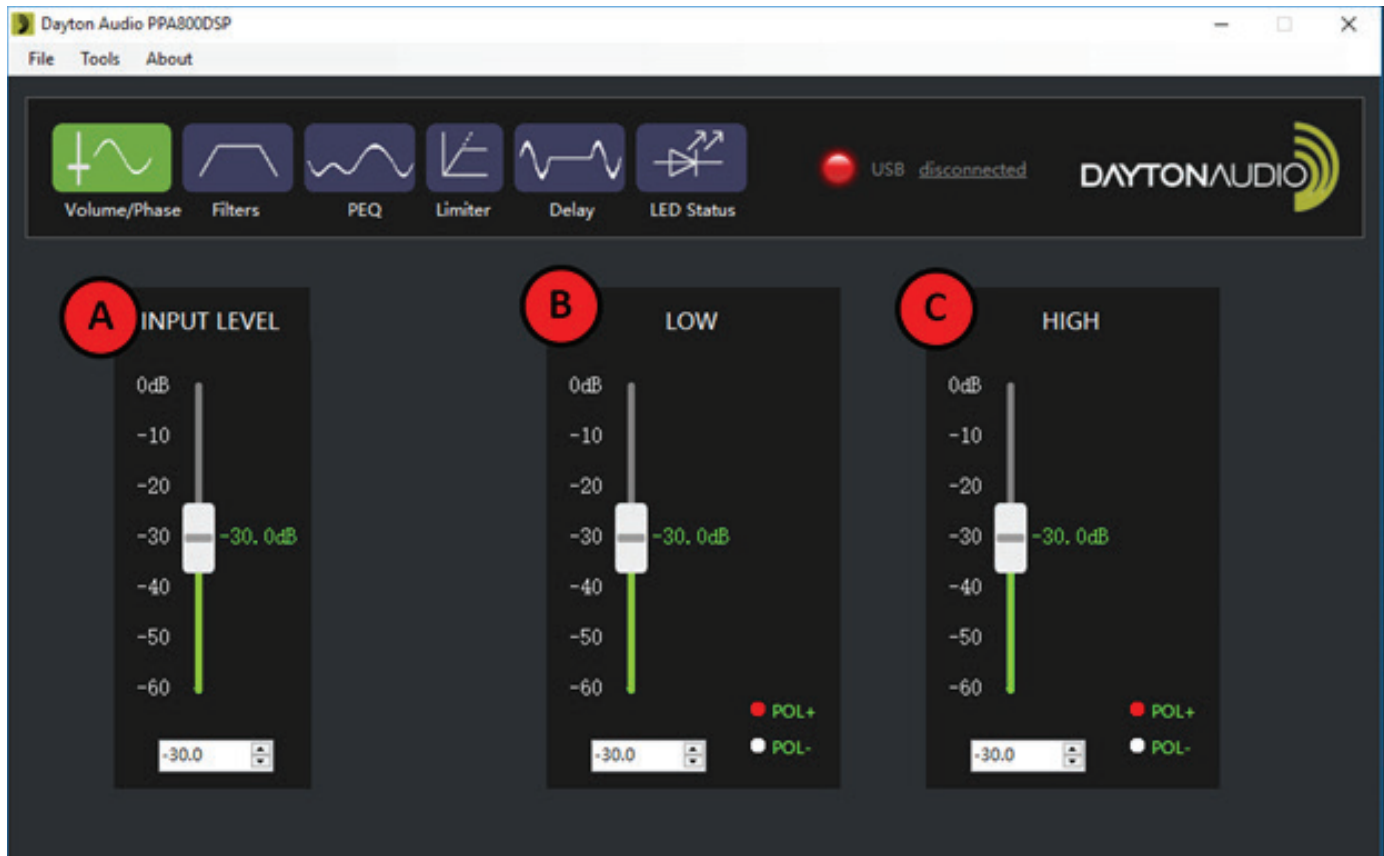 Dayton Audio PPA800DSP
File Tools About
Volume/Phase Filters PEQ Limiter Delay LED Status
USB disconnected
DAYTONAUDIO
A INPUT LEVEL
0dB
-10
-20
-30 -30.0dB
-40
-50
-60
-30.0
B LOW
0dB
-10
-20
-30 -30.0dB
-40
-50
-60
POL+
POL-
-30.0
C HIGH
0dB
-10
-20
-30 -30.0dB
-40
-50
-60
POL+
POL-
-30.0